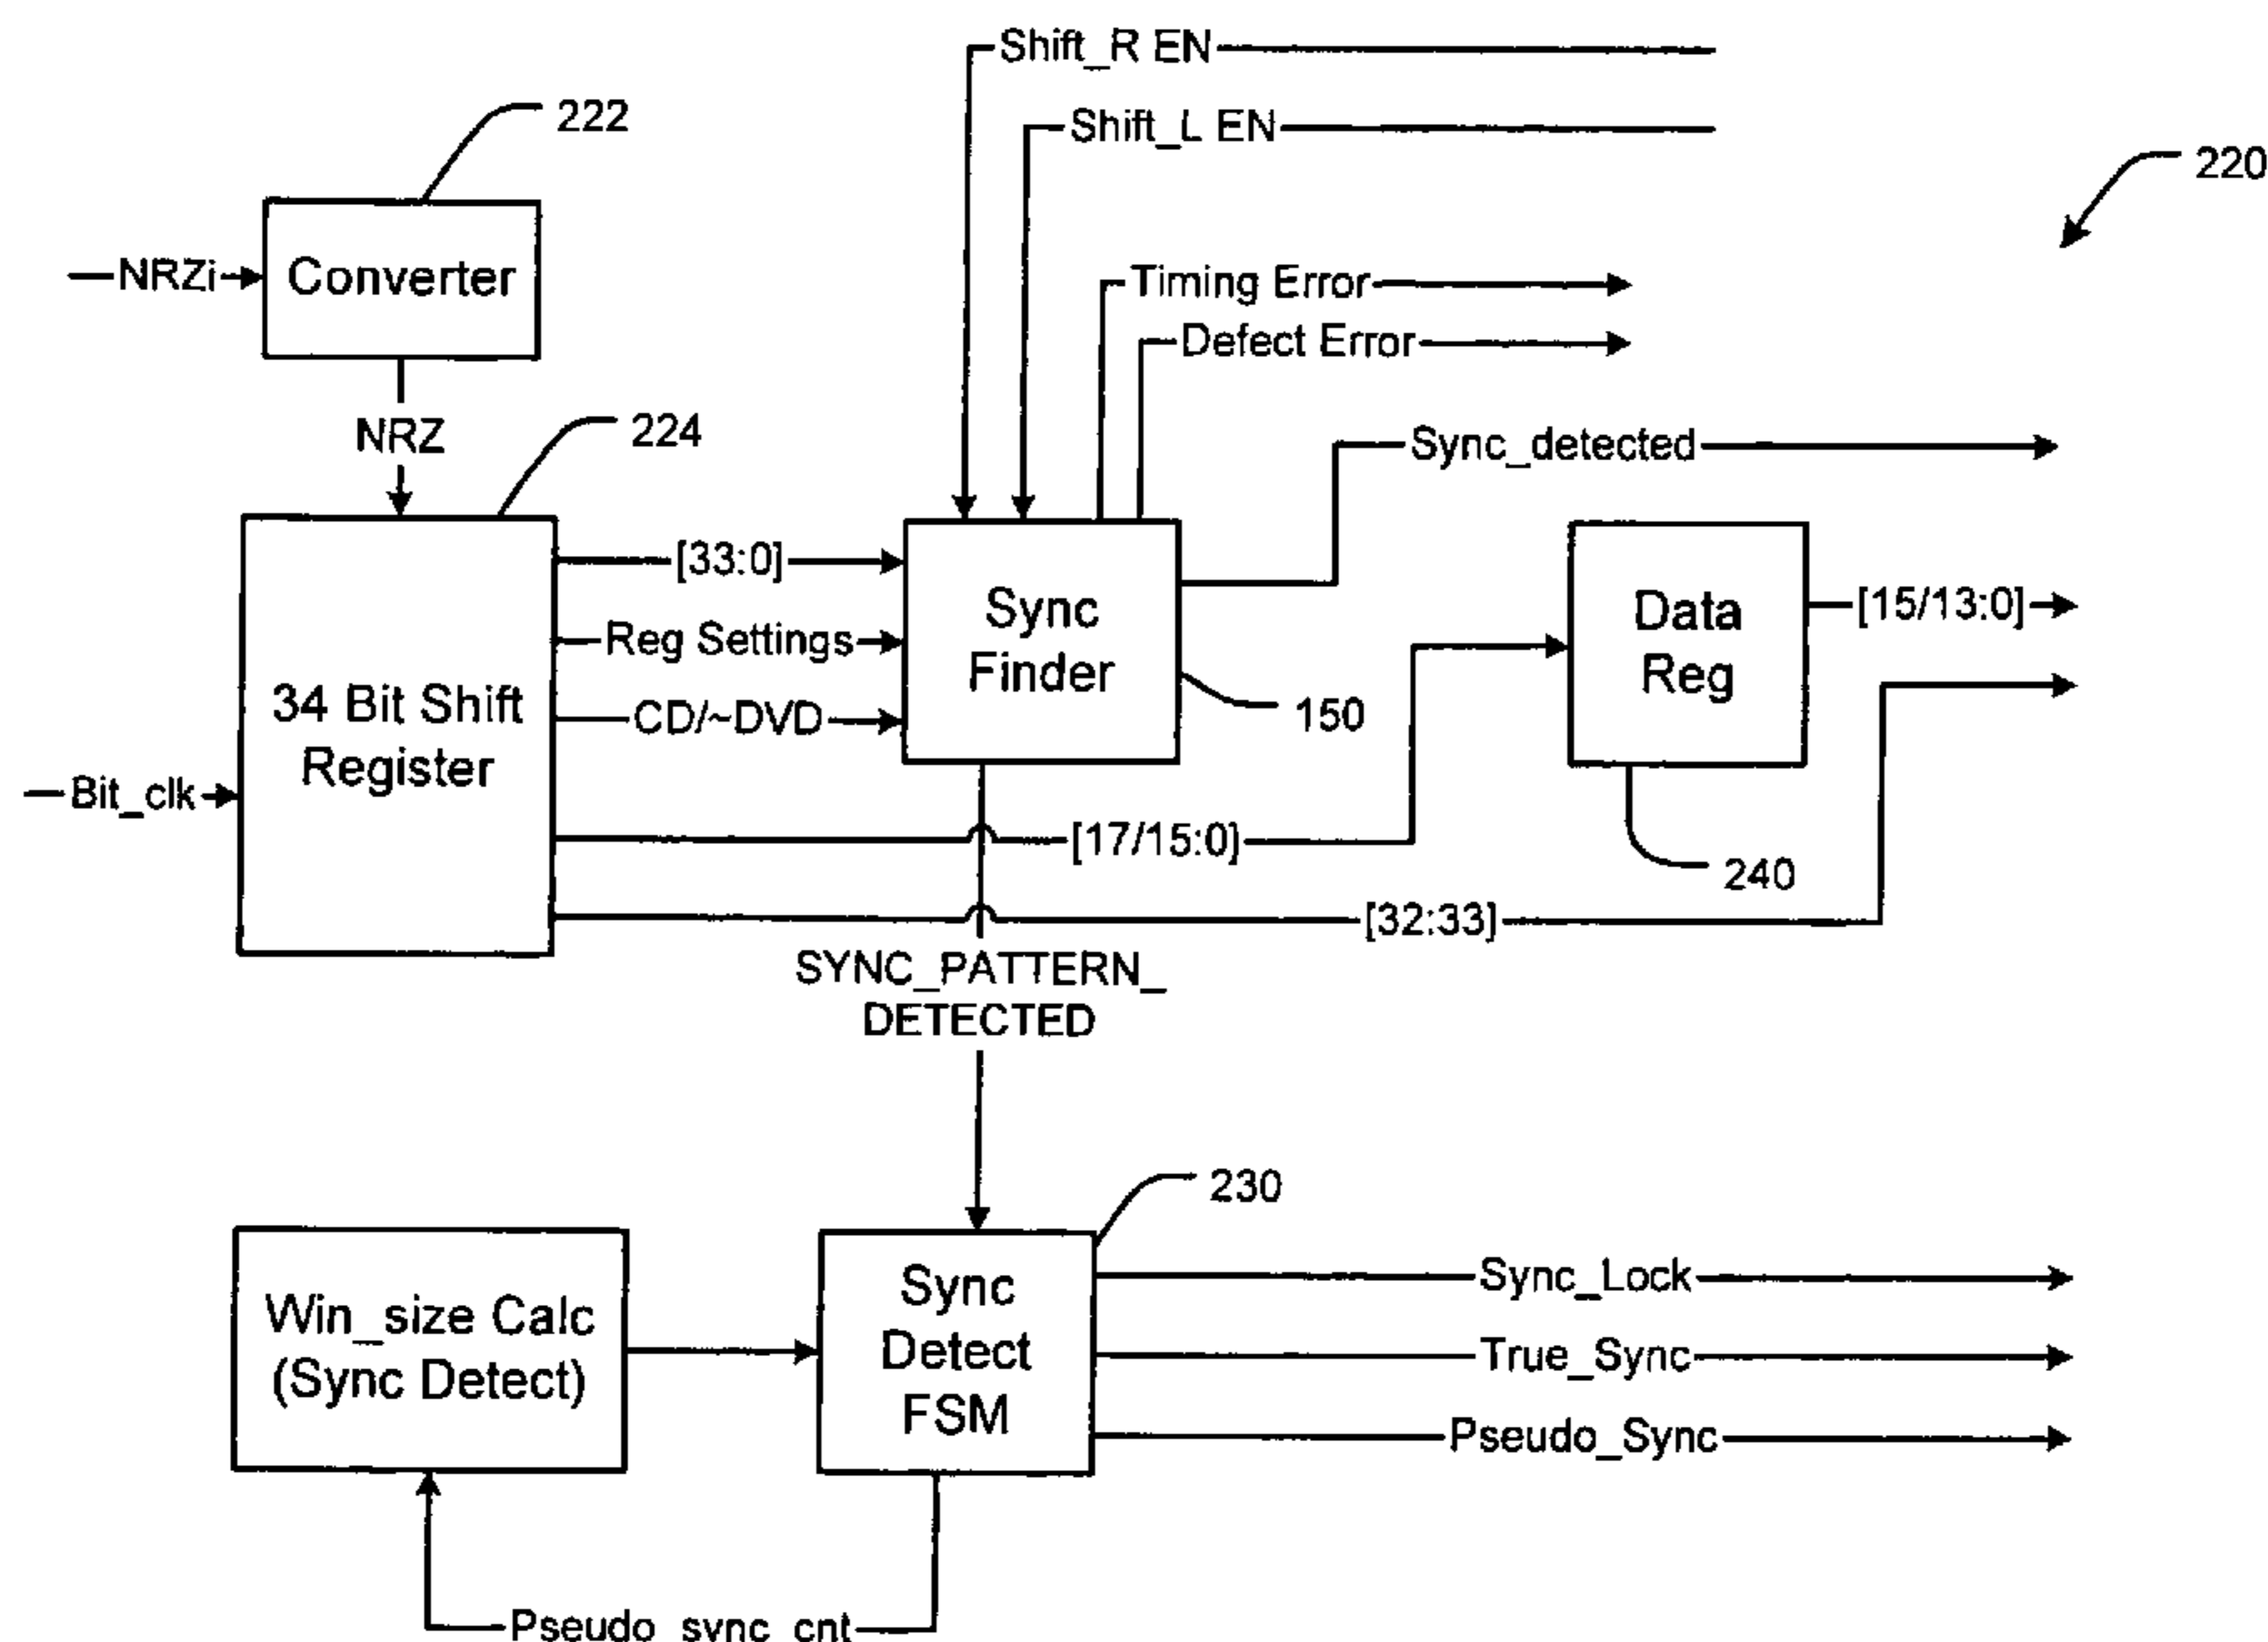 Shift_R EN
222
Shift_L EN
220
NRZi
Converter
Timing Error
Defect Error
NRZ
224
Sync_detected
[33:0]
Reg Settings
CD/~DVD
Sync
Finder
150
Data
Reg
[15/13:0]
240
34 Bit Shift
Register
Bit_clk
[17/15:0]
[32:33]
SYNC_PATTERN_
DETECTED
230
Win_size Calc
(Sync Detect)
Sync
Detect
FSM
Sync_Lock
True_Sync
Pseudo_Sync
Pseudo_sync_cnt